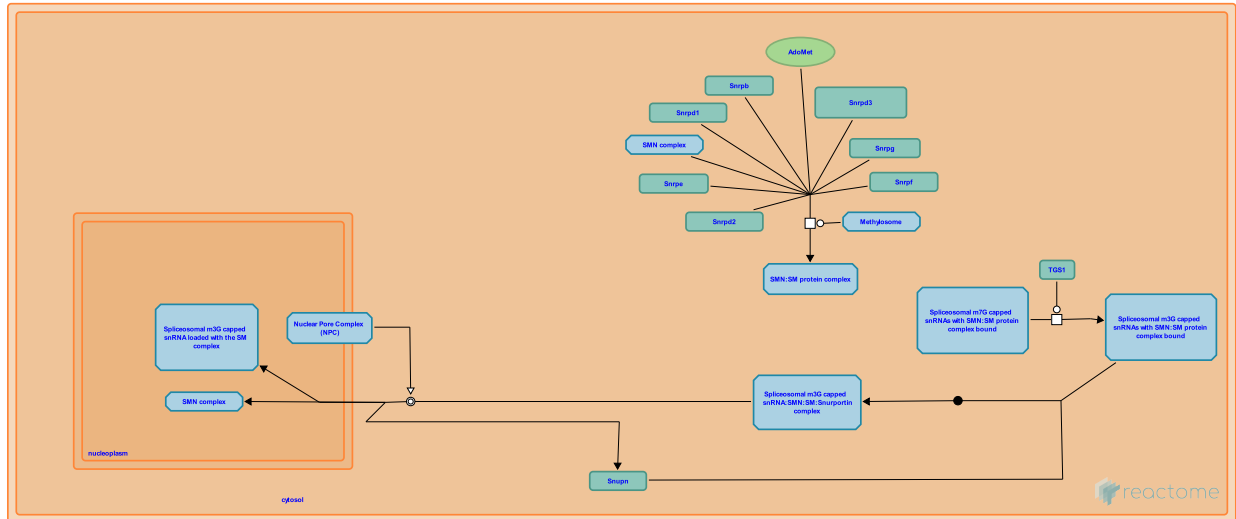 AdoMet
Snrpb
Snrpd3
Snrpd1
SMN complex
Snrpg
Snrpe
Snrpf
Snrpd2
Methylosome
SMN:SM protein complex
TGS1
Spliceosomal m7G capped
snRNAs with SMN:SM protein
complex bound
Spliceosomal m3G capped
snRNAs with SMN:SM protein
complex bound
Spliceosomal m3G capped
snRNA loaded with the SM
complex
Nuclear Pore Complex
(NPC)
SMN complex
Spliceosomal m3G capped
snRNA:SMN:SM:Snurportin
complex
nucleoplasm
Snupn
cytosol
reactome